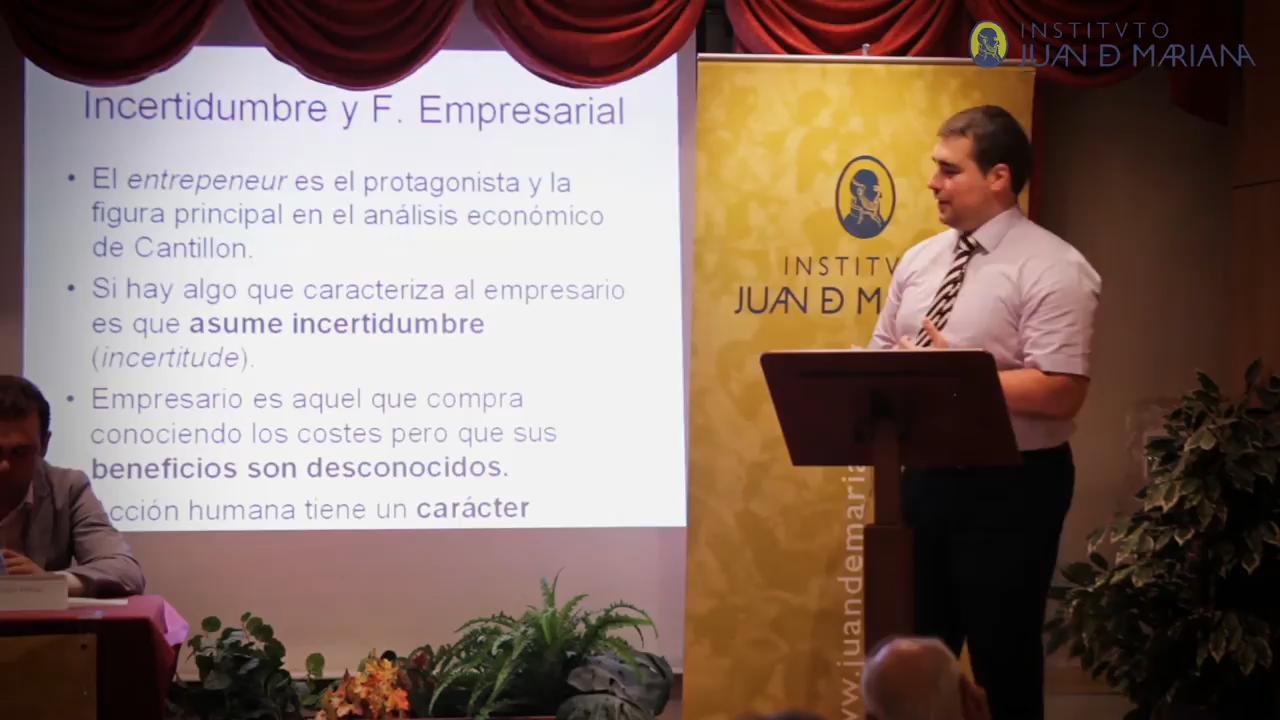 INSTITVTO
JUAN DE MARIANA
Incertidumbre y F. Empresarial
• El entrepeneur es el protagonista y la
figura principal en el análisis económico
de Cantillon.
• Si hay algo que caracteriza al empresario
es que asume incertidumbre
(incertitude).
• Empresario es aquel que compra
conociendo los costes pero que sus
beneficios son desconocidos.
cción humana tiene un carácter
INSTITV
JUAN DE M
www.juandemaria